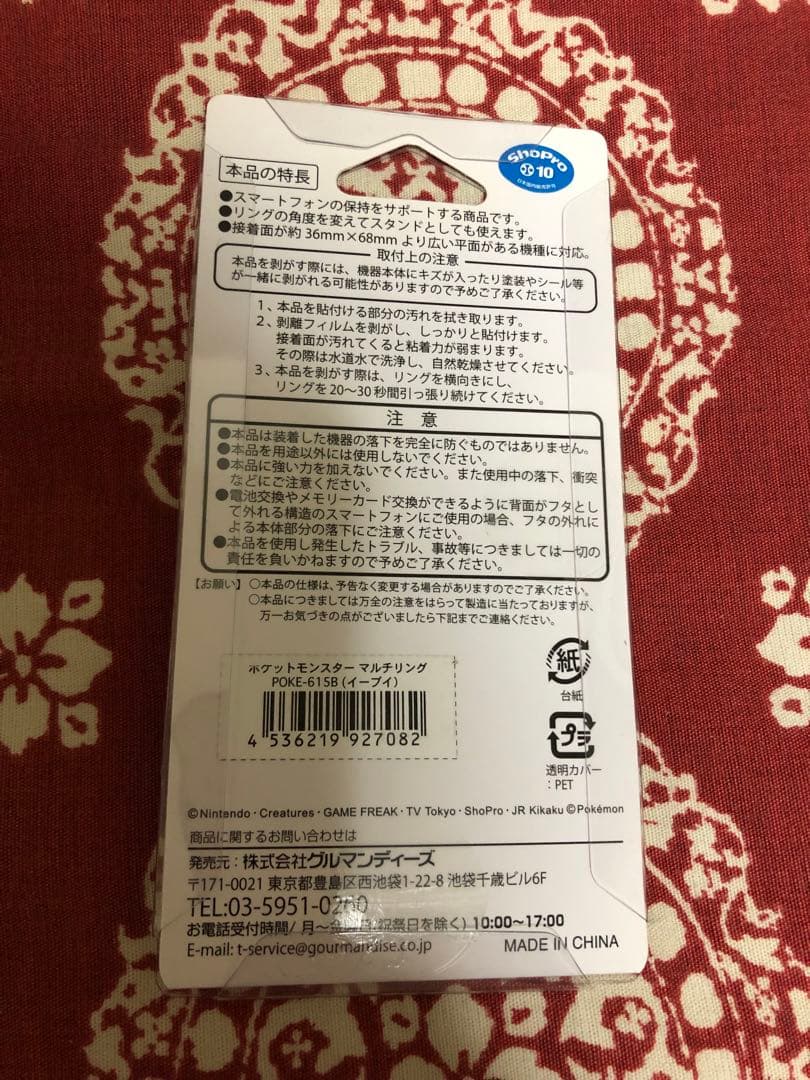 ShoPro
10
日本国内販売許可
本品の特長
●スマートフォンの保持をサポートする商品です。
●リングの角度を変えてスタンドとしても使えます。
●接着面が約36mm×68mmより広い平面がある機種に対応。
取付上の注意
本品を剥がす際には、機器本体にキズが入ったり塗装やシール等
が一緒に剥がれる可能性がありますので予めご了承ください。
1、本品を貼付ける部分の汚れを拭き取ります。
2、剥離フィルムを剥がし、しっかりと貼付けます。
接着面が汚れてくると粘着力が弱まります。
その際は水道水で洗浄し、自然乾燥させてください。
3、本品を剥がす際は、リングを横向きにし、
リングを20〜30秒間引っ張り続けてください。
注 意
●本品は装着した機器の落下を完全に防ぐものではありません。
●本品を用途以外には使用しないでください。
●本品に強い力を加えないでください。また使用中の落下、衝突
などにご注意ください。
●電池交換やメモリーカード交換ができるように背面がフタとし
て外れる構造のスマートフォンにご使用の場合、フタの外れに
よる本体部分の落下にご注意ください。
●本品を使用し発生したトラブル、事故等につきましては一切の
責任を負いかねますので予めご了承ください。
【お願い】○本品の仕様は、予告なく変更する場合がありますのでご了承ください。
○本品につきましては万全の注意をはらって製造に当たっておりますが、
万一お気づきの点がございましたら下記までご連絡ください。
ポケットモンスター マルチリング
POKE-615B(イーブイ)
4 536219 927082
紙
台紙
プラ
透明カバー
:PET
©Nintendo・Creatures・GAME FREAK・TV Tokyo・ShoPro・JR Kikaku ©Pokémon
商品に関するお問い合わせは
発売元:株式会社グルマンディーズ
〒171-0021 東京都豊島区西池袋1-22-8 池袋千歳ビル6F
TEL:03-5951-0200
お電話受付時間/ 月〜金曜日(祝祭日を除く) 10:00〜17:00
E-mail: t-service@gourmandise.co.jp
MADE IN CHINA